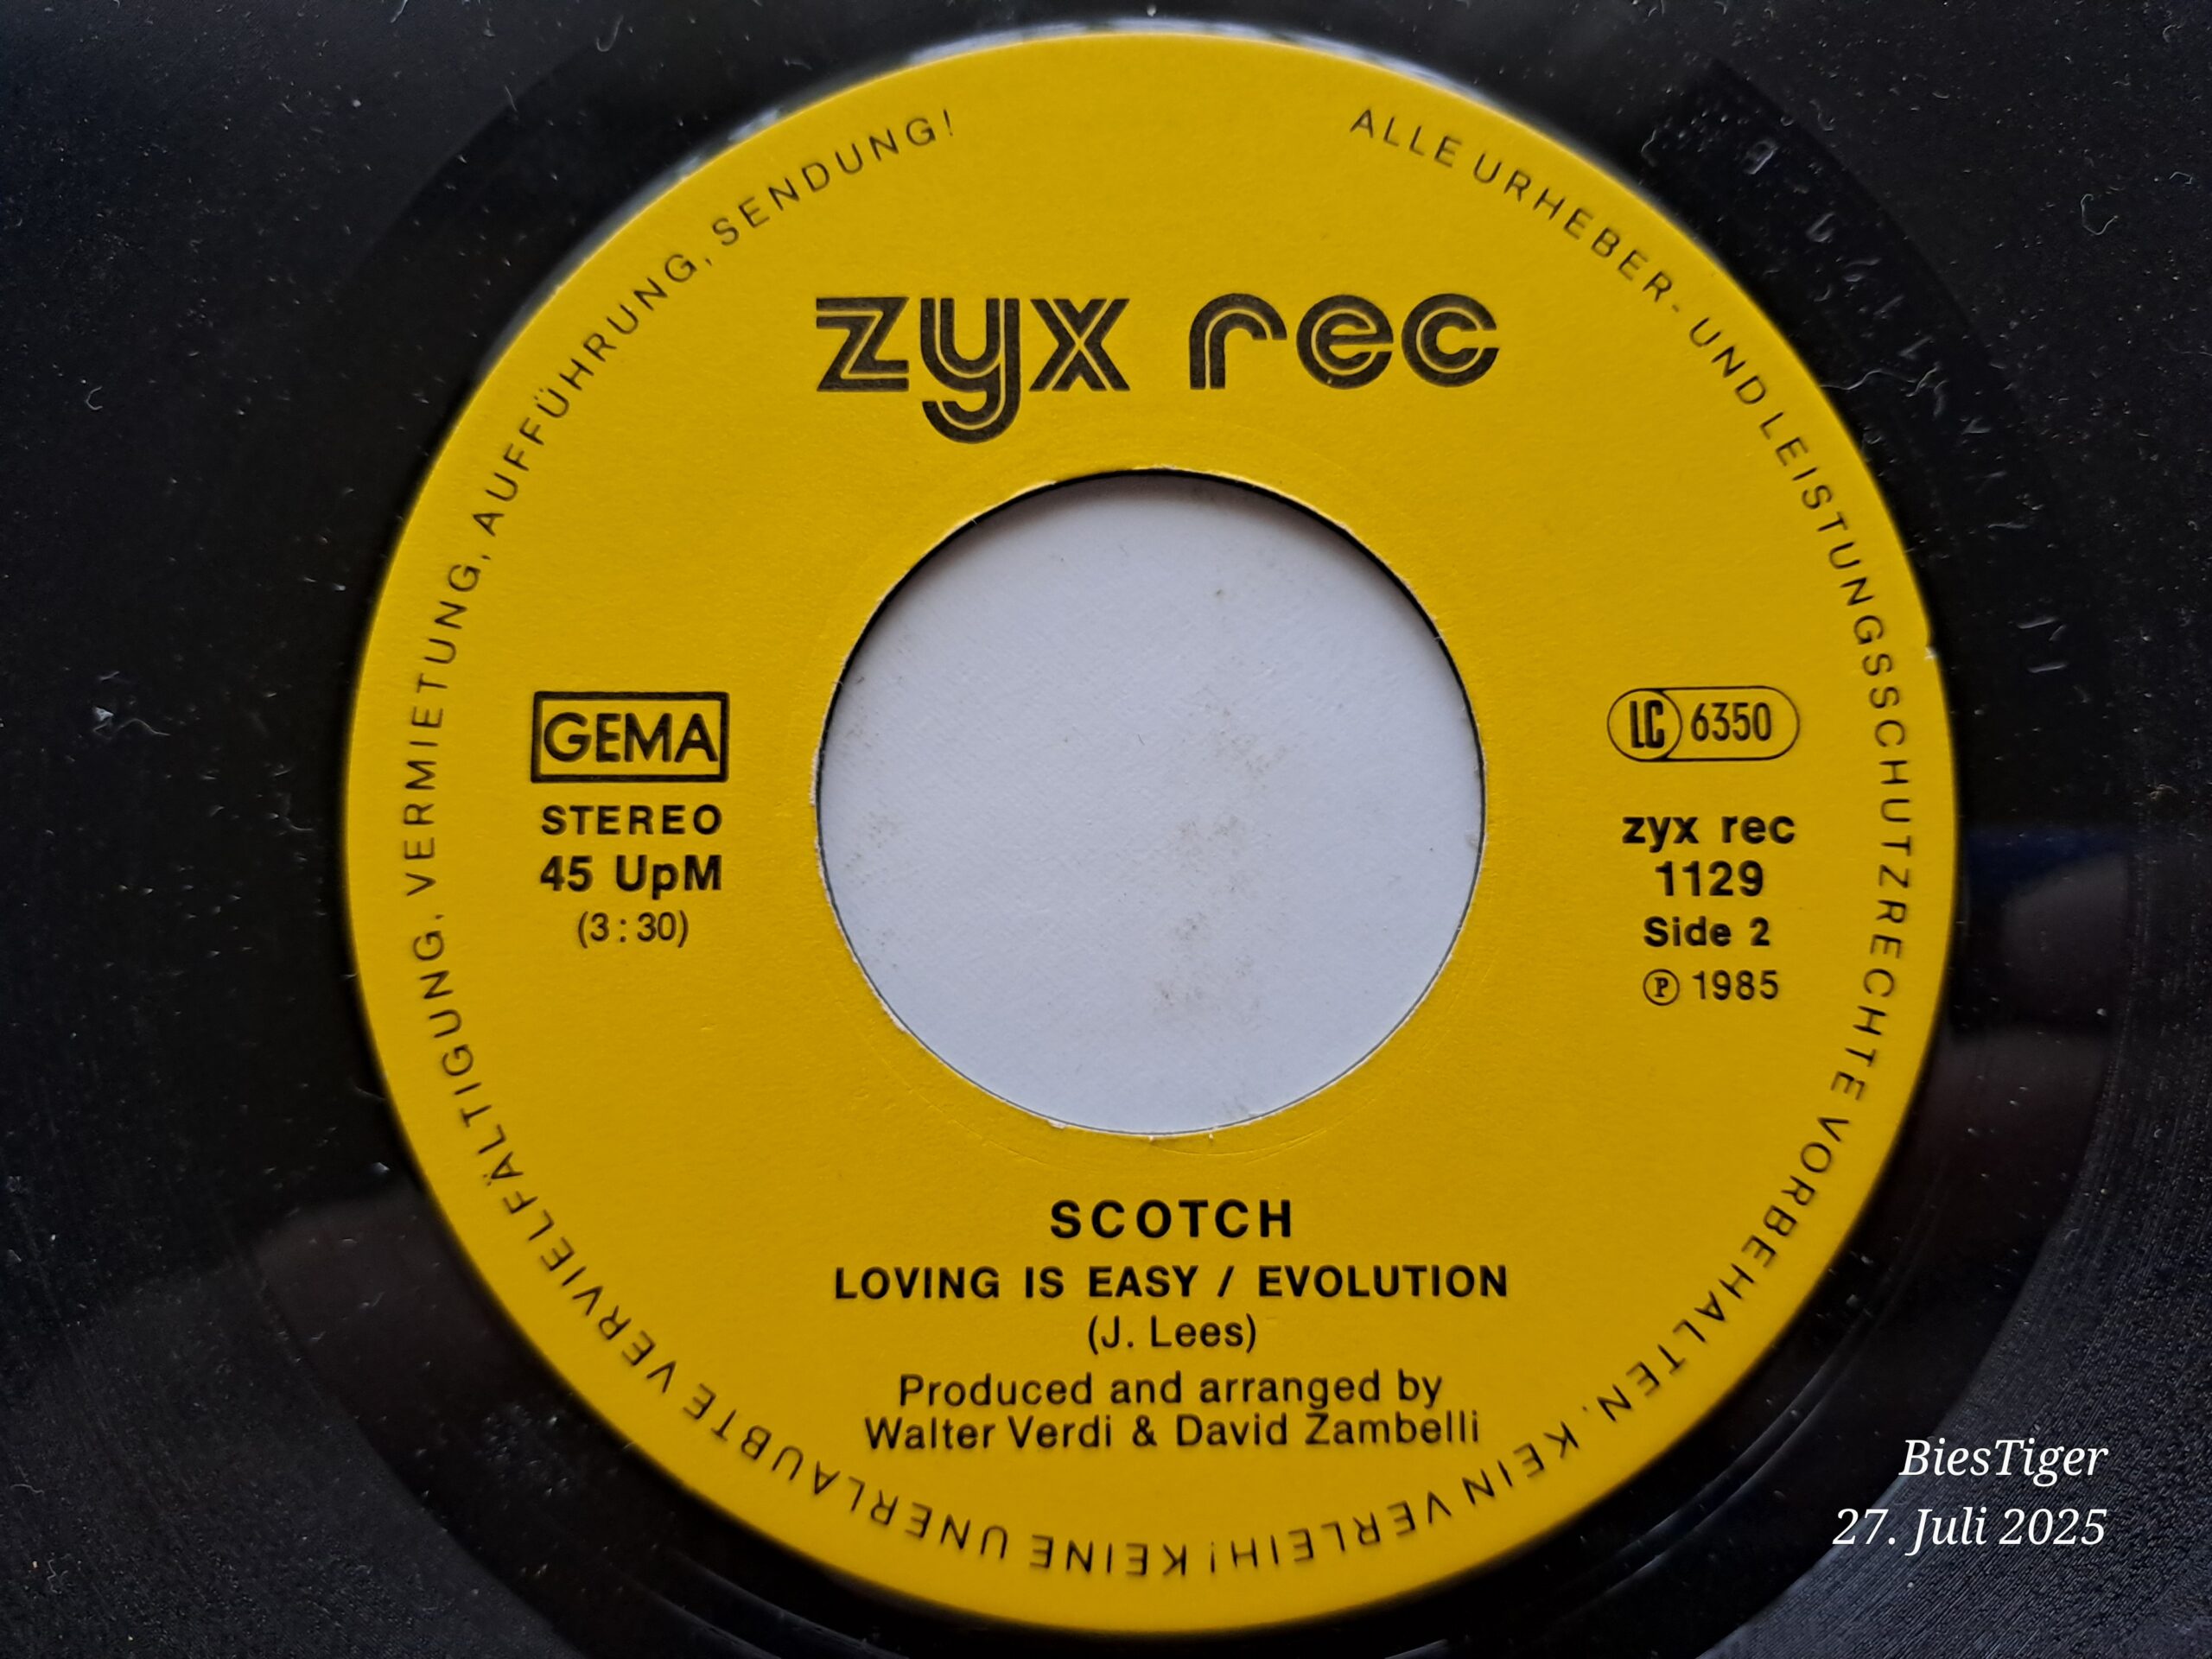 ALLE URHEBER- UND LEISTUNGSSCHUTZRECHTE VORBEHALTEN. KEIN VERLEIH! KEINE UNERLAUBTE VERVIELFÄLTIGUNG, VERMIETUNG, AUFFÜHRUNG, SENDUNG!
zyx rec
GEMA
STEREO
45 UpM
(3:30)
LC 6350
zyx rec
1129
Side 2
Ⓟ 1985
SCOTCH
LOVING IS EASY / EVOLUTION
(J. Lees)
Produced and arranged by
Walter Verdi & David Zambelli
BiesTiger
27. Juli 2025